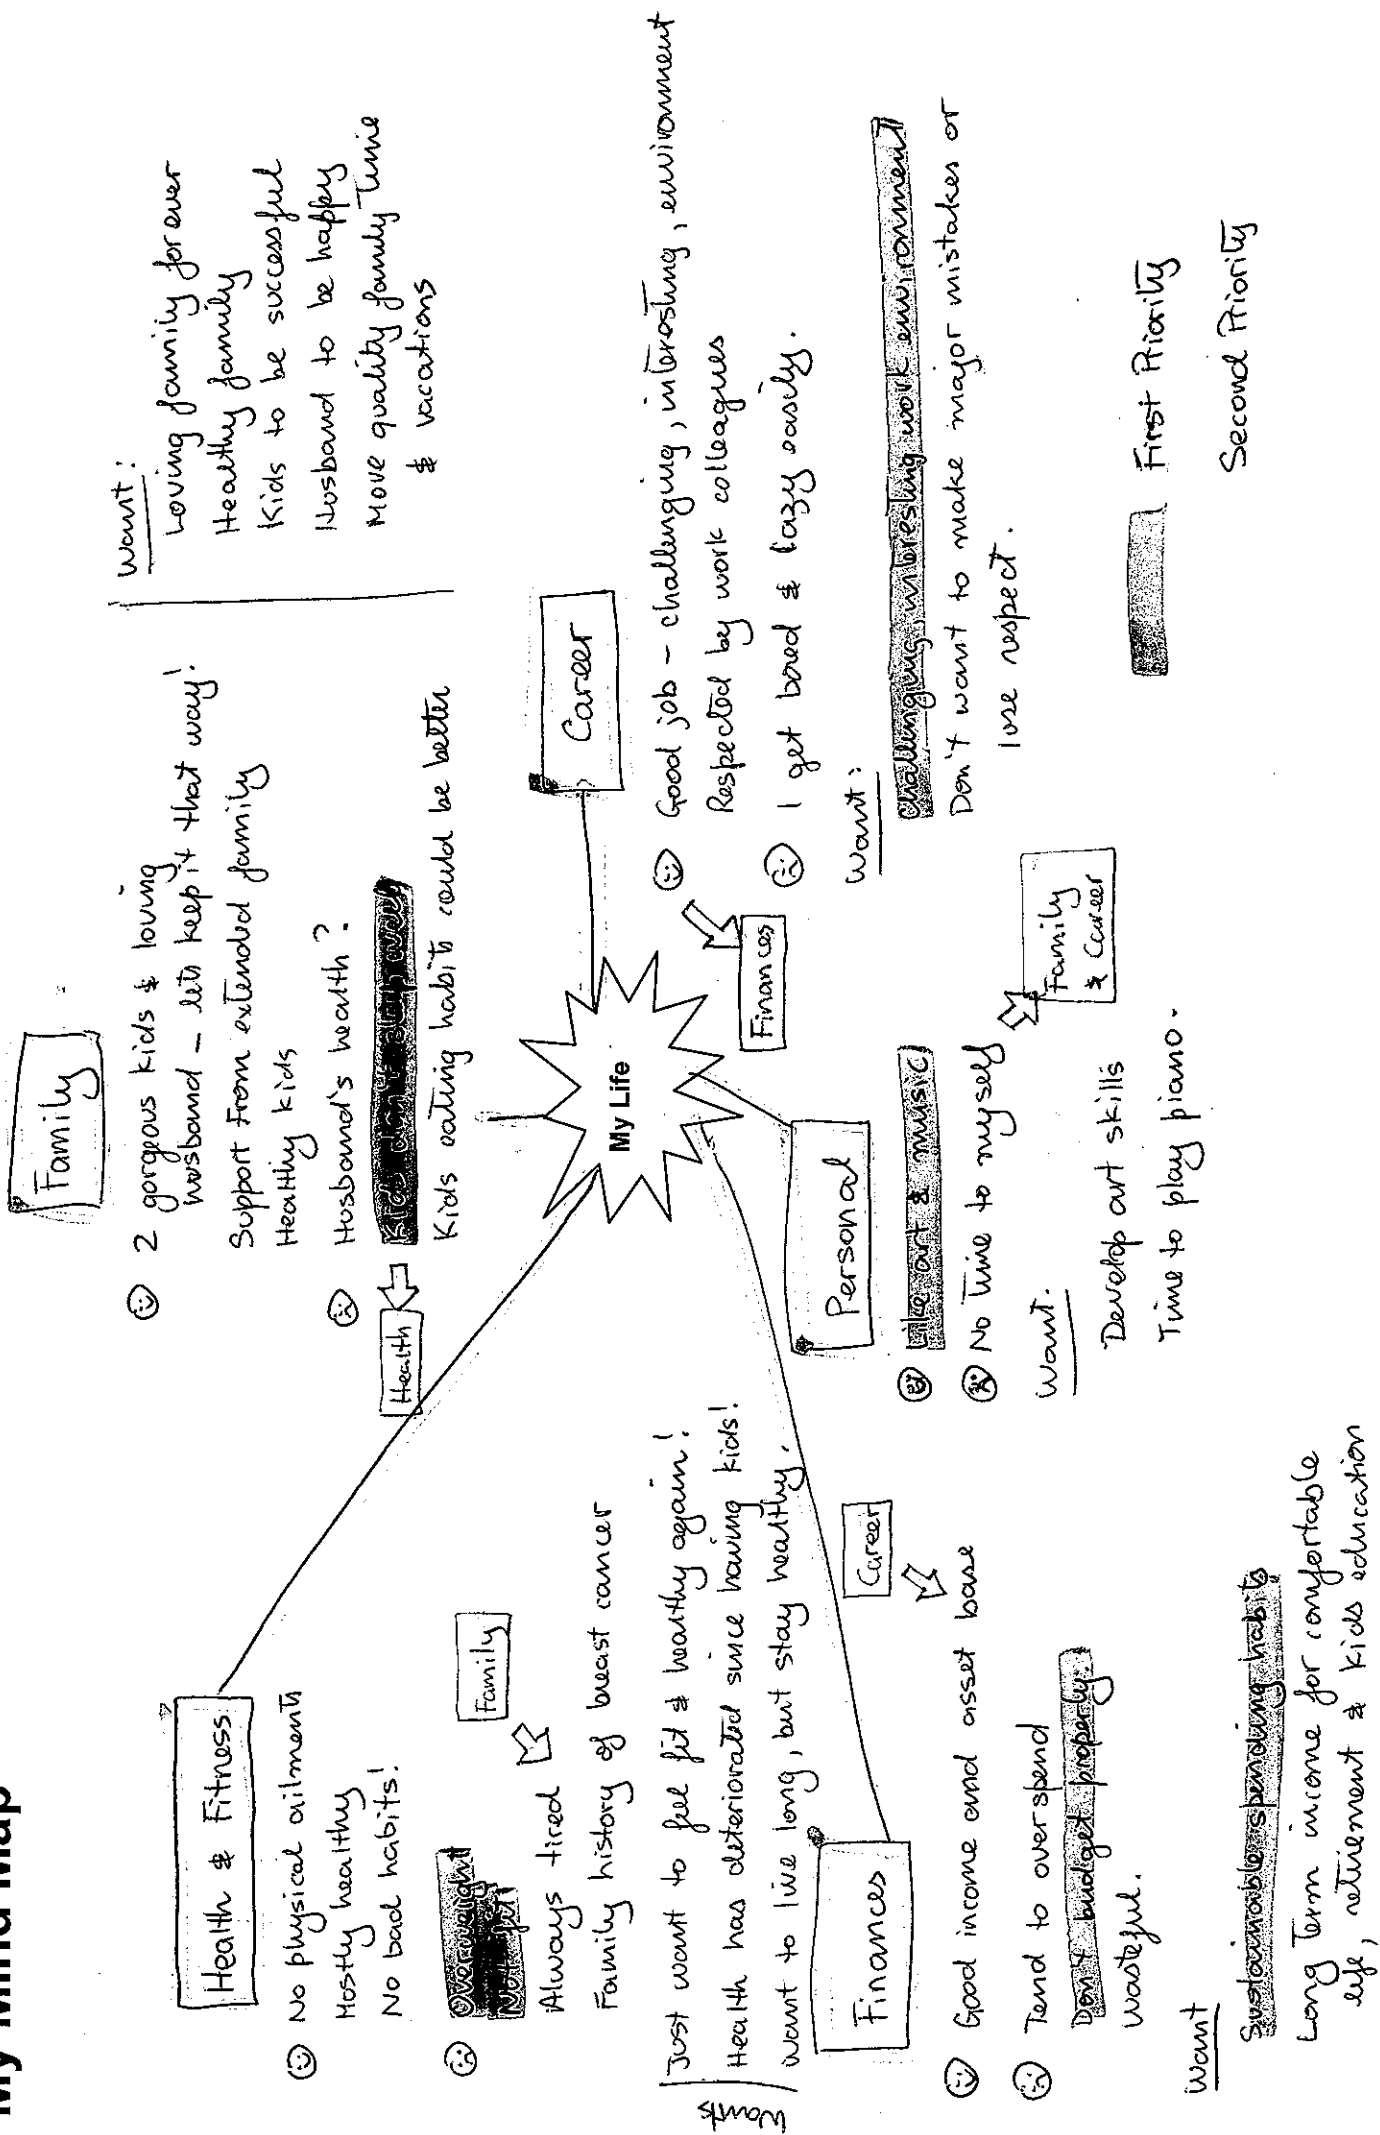 My Mind Map
Family
2 gorgeous kids & loving
husband - lets keep it that way!
Support from extended family
Healthy kids
Husband's health?
Kids don't sleep well
Kids eating habits could be better
Health
Want:
Loving family forever
Healthy family
Kids to be successful
Husband to be happy
More quality family time
& vacations
Health & Fitness
No physical ailments
Mostly healthy
No bad habits!
Overweight
Not fit!
Always tired
Family history of breast cancer
Family
Wants
Just want to feel fit & healthy again!
Health has deteriorated since having kids!
Want to live long, but stay healthy.
My Life
Career
Good job - challenging, interesting, environment
Respected by work colleagues
I get bored & lazy easily.
Finances
Want:
Challenging, interesting work environment
Don't want to make major mistakes or
lose respect.
Personal
Like art & music
No time to myself
Family
& Career
Want:
Develop art skills
Time to play piano.
Finances
Career
Good income and asset base
Tend to overspend
Don't budget properly.
Wasteful.
Want
Sustainable spending habits
Long term income for comfortable
life, retirement & kids education
First Priority
Second Priority